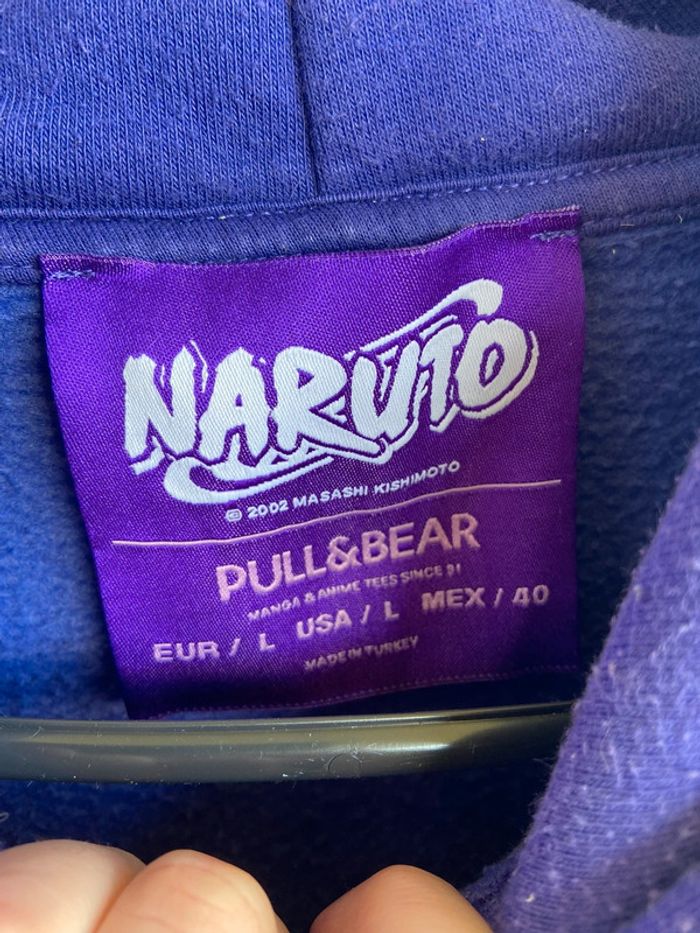 NARUTO
© 2002 MASASHI KISHIMOTO
PULL&BEAR
MANGA & ANIME TEES SINCE 91
EUR / L USA / L MEX / 40
MADE IN TURKEY